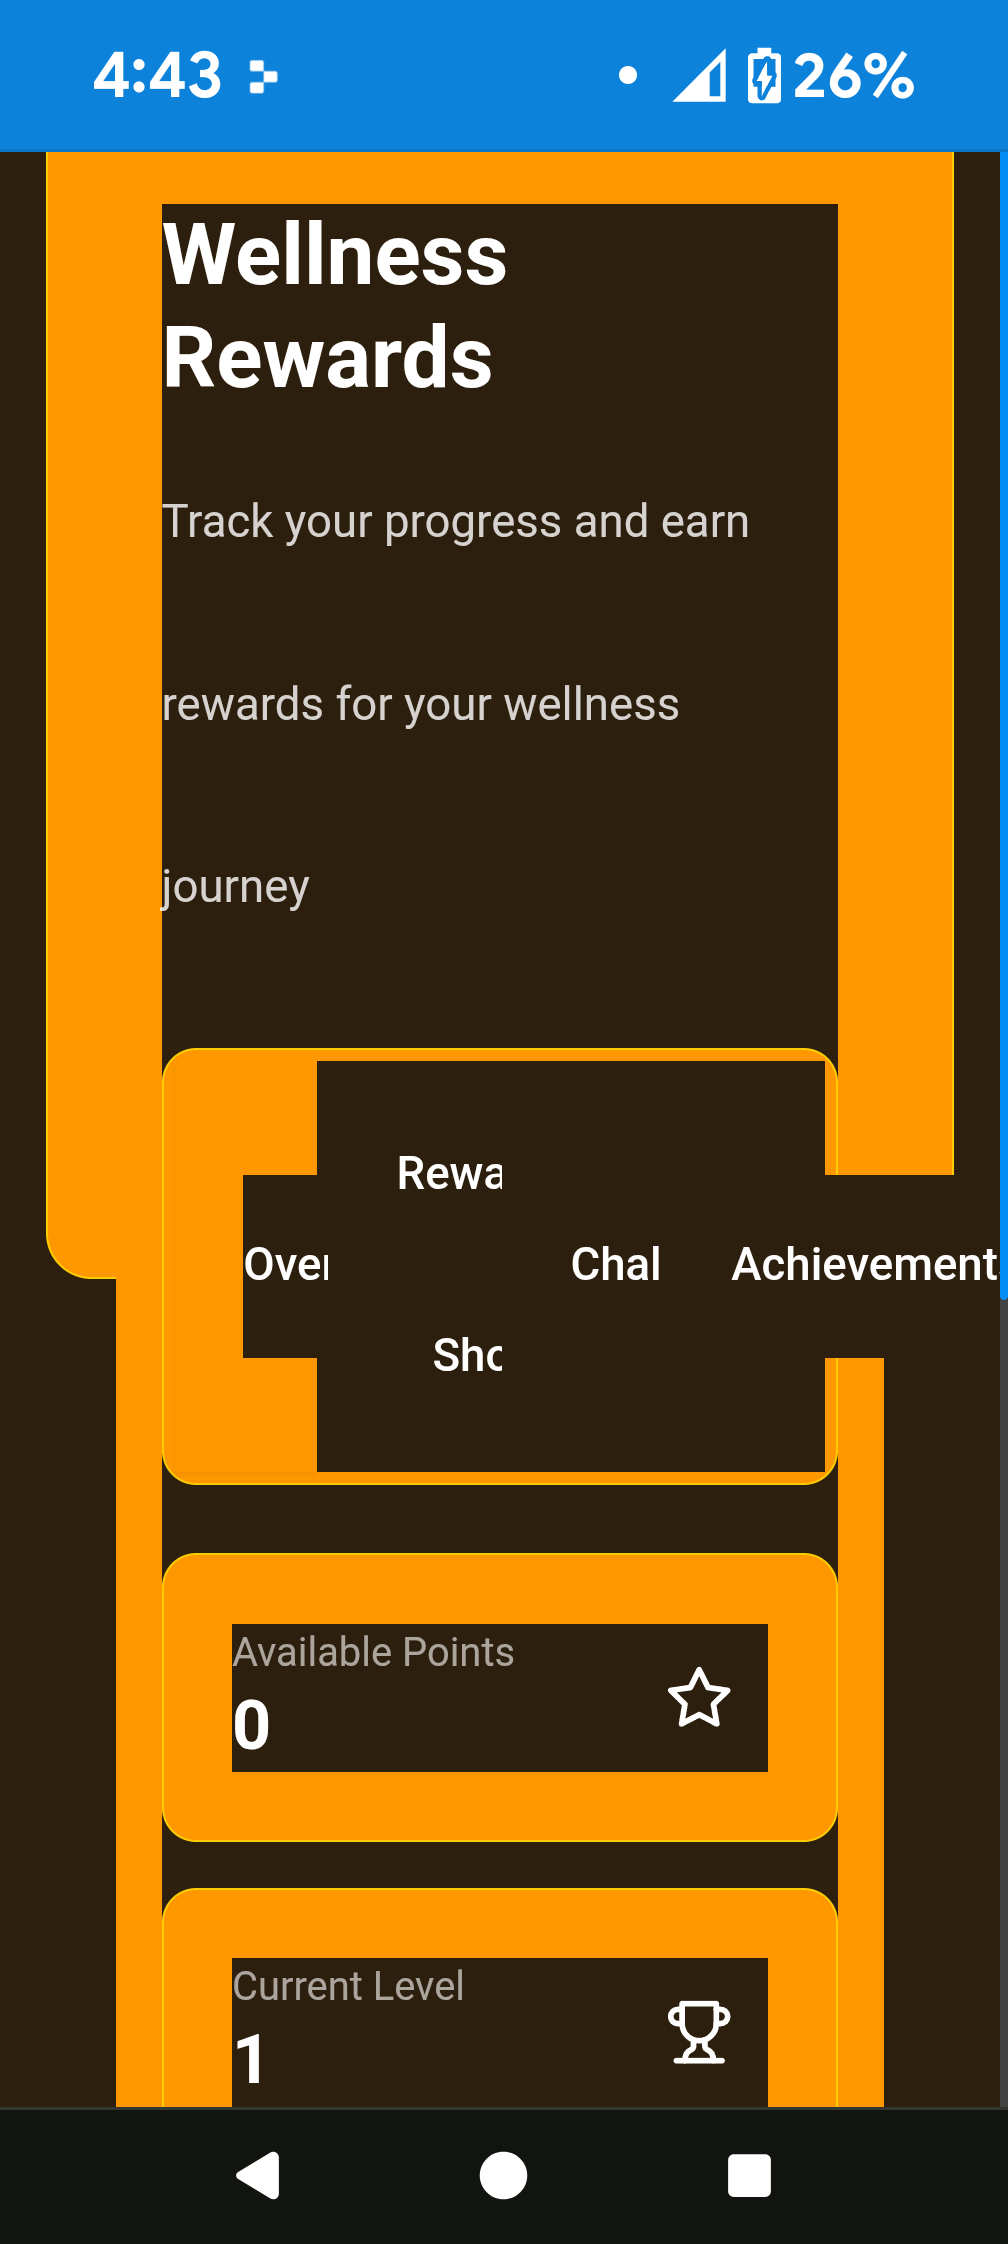 4:43
26%
Wellness
Rewards
Track your progress and earn
rewards for your wellness
journey
Rewa
Over
Chal
Achievement
Sho
Available Points
0
Current Level
1